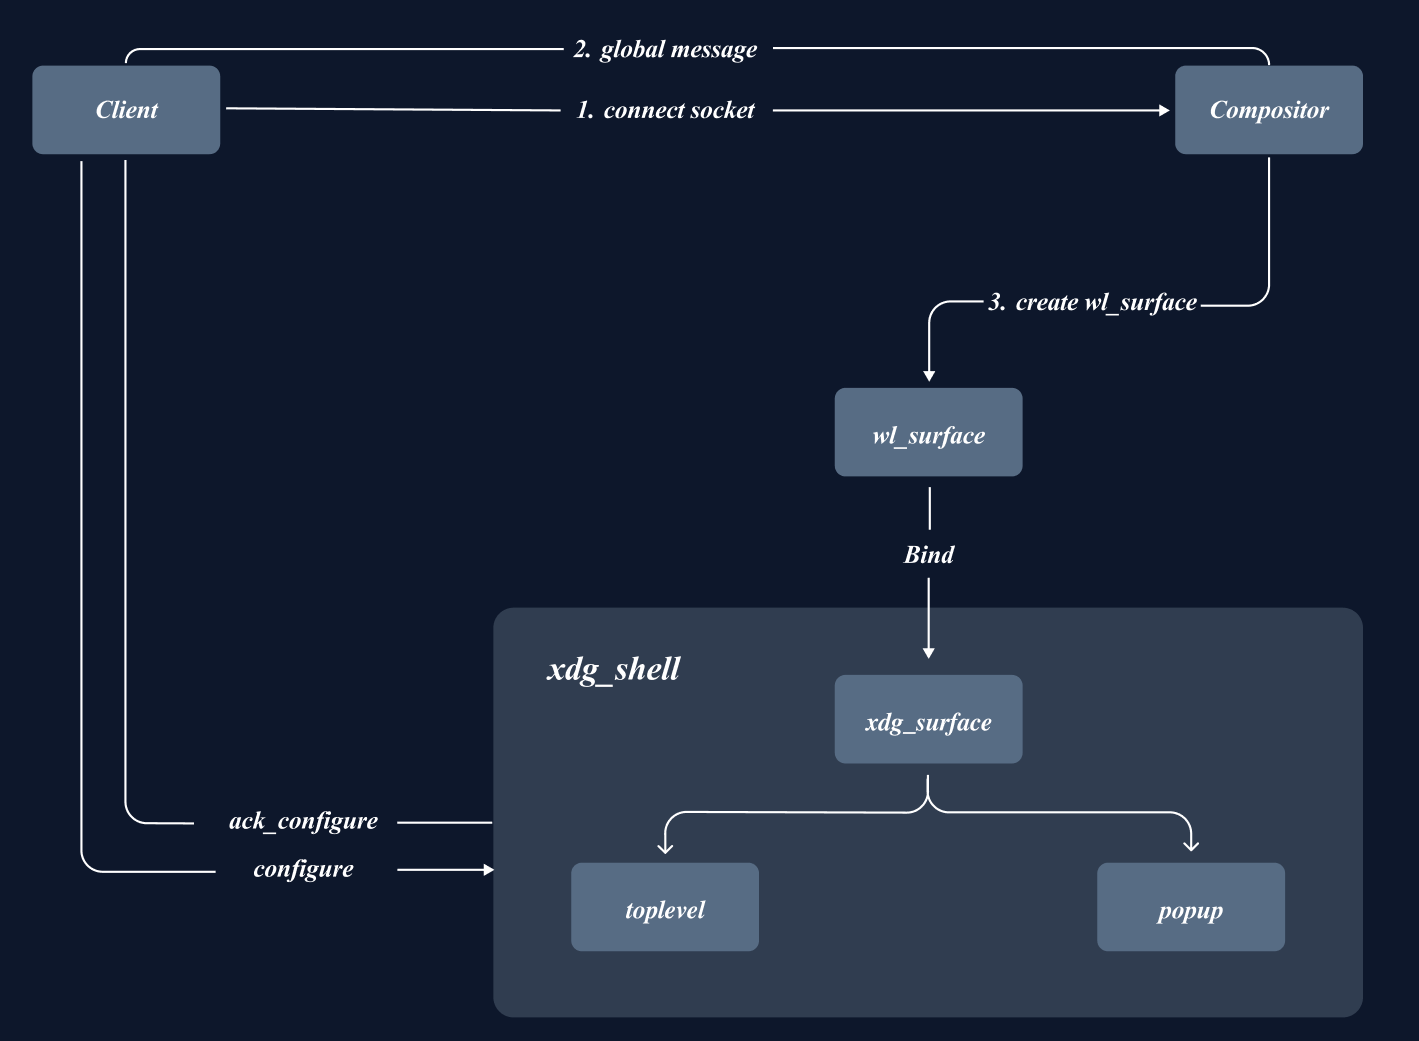 2. global message
Client
1. connect socket
Compositor
3. create wl_surface
wl_surface
Bind
xdg_shell
xdg_surface
ack_configure
configure
toplevel
popup